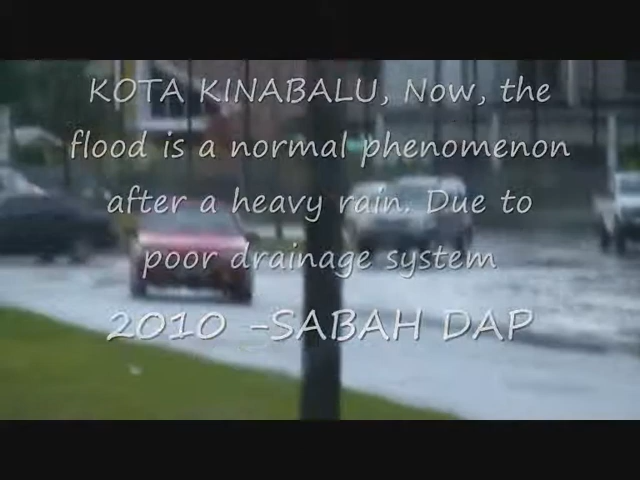 KOTA KINABALU, Now, the
flood is a normal phenomenon
after a heavy rain. Due to
poor drainage system
2010 -SABAH DAP